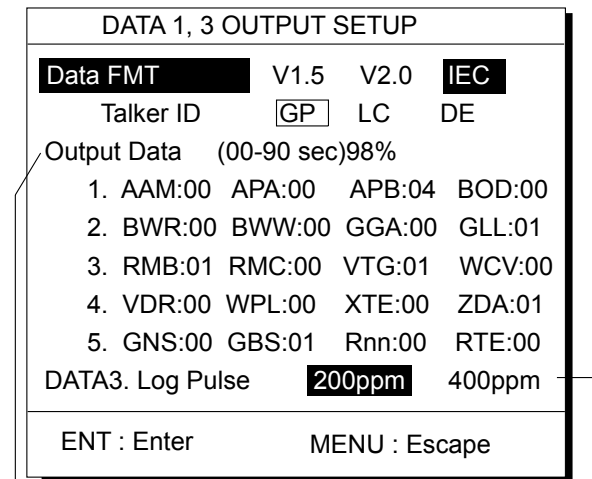 DATA 1, 3 OUTPUT SETUP
Data FMT V1.5 V2.0 IEC
Talker ID GP LC DE
Output Data (00-90 sec)98%
1. AAM:00 APA:00 APB:04 BOD:00
2. BWR:00 BWW:00 GGA:00 GLL:01
3. RMB:01 RMC:00 VTG:01 WCV:00
4. VDR:00 WPL:00 XTE:00 ZDA:01
5. GNS:00 GBS:01 Rnn:00 RTE:00
DATA3. Log Pulse 200ppm 400ppm
ENT : Enter MENU : Escape